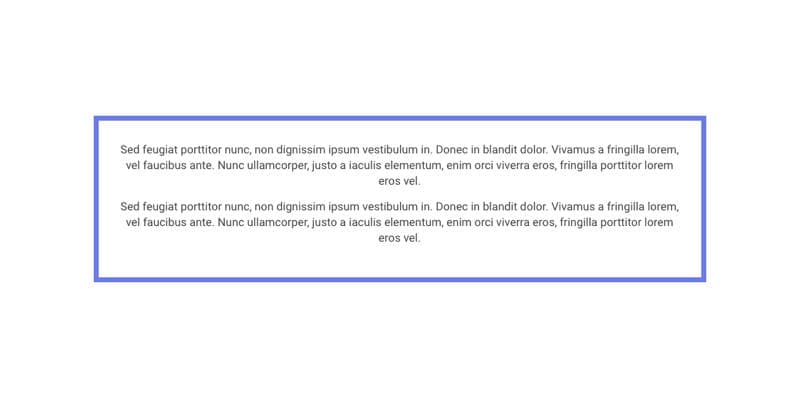 Sed feugiat porttitor nunc, non dignissim ipsum vestibulum in. Donec in blandit dolor. Vivamus a fringilla lorem,
vel faucibus ante. Nunc ullamcorper, justo a iaculis elementum, enim orci viverra eros, fringilla porttitor lorem
eros vel.
Sed feugiat porttitor nunc, non dignissim ipsum vestibulum in. Donec in blandit dolor. Vivamus a fringilla lorem,
vel faucibus ante. Nunc ullamcorper, justo a iaculis elementum, enim orci viverra eros, fringilla porttitor lorem
eros vel.